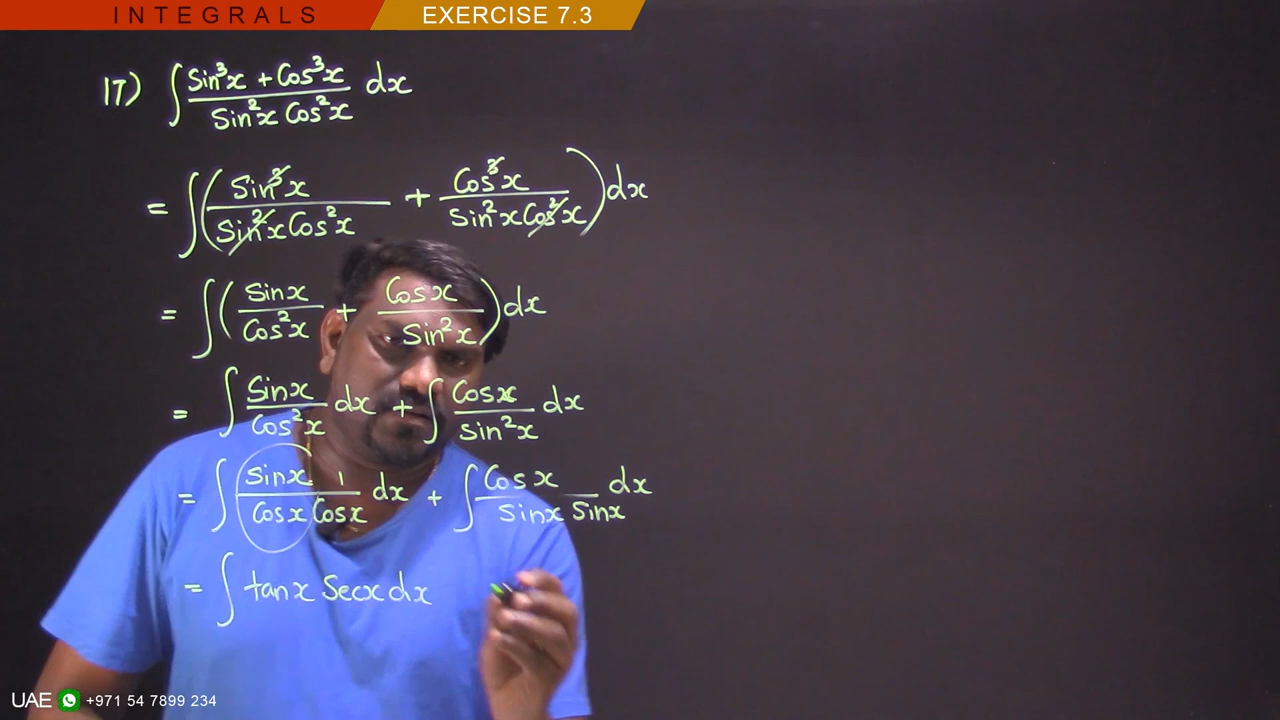 INTEGRALS EXERCISE 7.3
17) ∫ (Sin³x + Cos³x)/(Sin²x Cos²x) dx
= ∫ ( Sin³x/(Sin²x Cos²x) + Cos³x/(Sin²x Cos²x) ) dx
= ∫ ( Sinx/Cos²x + Cosx/Sin²x ) dx
= ∫ Sinx/Cos²x dx + ∫ Cosx/sin²x dx
= ∫ sinx/Cosx 1/Cosx dx + ∫ Cosx/(sinx sinx) dx
= ∫ tanx Secx dx
UAE +971 54 7899 234